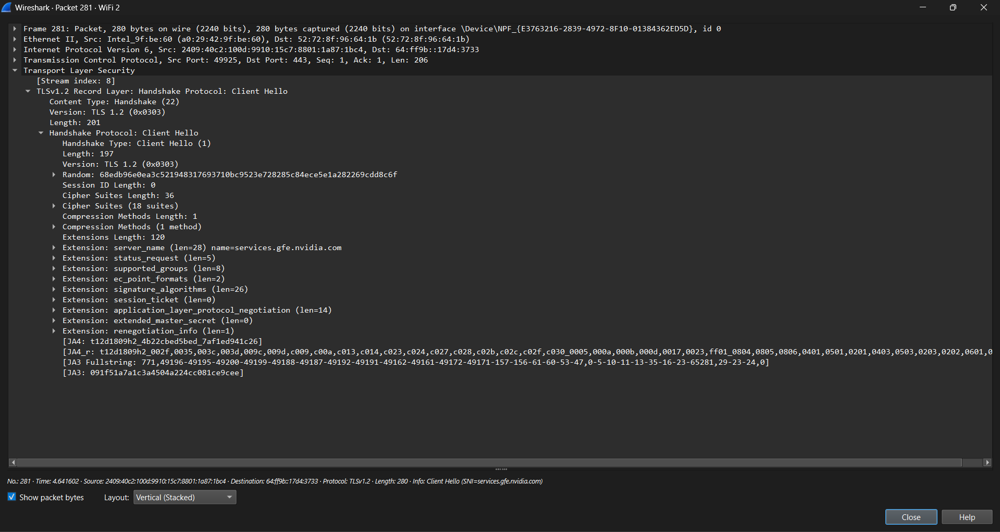 Wireshark · Packet 281 · WiFi 2
Frame 281: Packet, 280 bytes on wire (2240 bits), 280 bytes captured (2240 bits) on interface \Device\NPF_{E3763216-2839-4972-8F10-01384362ED5D}, id 0
Ethernet II, Src: Intel_9f:be:60 (a0:29:42:9f:be:60), Dst: 52:72:8f:96:64:1b (52:72:8f:96:64:1b)
Internet Protocol Version 6, Src: 2409:40c2:100d:9910:15c7:8801:1a87:1bc4, Dst: 64:ff9b::17d4:3733
Transmission Control Protocol, Src Port: 49925, Dst Port: 443, Seq: 1, Ack: 1, Len: 206
Transport Layer Security
[Stream index: 8]
TLSv1.2 Record Layer: Handshake Protocol: Client Hello
Content Type: Handshake (22)
Version: TLS 1.2 (0x0303)
Length: 201
Handshake Protocol: Client Hello
Handshake Type: Client Hello (1)
Length: 197
Version: TLS 1.2 (0x0303)
Random: 68edb96e0ea3c521948317693710bc9523e728285c84ece5e1a282269cdd8c6f
Session ID Length: 0
Cipher Suites Length: 36
Cipher Suites (18 suites)
Compression Methods Length: 1
Compression Methods (1 method)
Extensions Length: 120
Extension: server_name (len=28) name=services.gfe.nvidia.com
Extension: status_request (len=5)
Extension: supported_groups (len=8)
Extension: ec_point_formats (len=2)
Extension: signature_algorithms (len=26)
Extension: session_ticket (len=0)
Extension: application_layer_protocol_negotiation (len=14)
Extension: extended_master_secret (len=0)
Extension: renegotiation_info (len=1)
[JA4: t12d1809h2_4b22cbed5bed_7af1ed941c26]
[JA4_r: t12d1809h2_002f,0035,003c,003d,009c,009d,c009,c00a,c013,c014,c023,c024,c027,c028,c02b,c02c,c02f,c030_0005,000a,000b,000d,0017,0023,ff01_0804,0805,0806,0401,0501,0201,0403,0503,0203,0202,0601,0
[JA3 Fullstring: 771,49196-49195-49200-49199-49188-49187-49192-49191-49162-49161-49172-49171-157-156-61-60-53-47,0-5-10-11-13-35-16-23-65281,29-23-24,0]
[JA3: 091f51a7a1c3a4504a224cc081ce9cee]
No.: 281 · Time: 4.641602 · Source: 2409:40c2:100d:9910:15c7:8801:1a87:1bc4 · Destination: 64:ff9b::17d4:3733 · Protocol: TLSv1.2 · Length: 280 · Info: Client Hello (SNI=services.gfe.nvidia.com)
Show packet bytes Layout: Vertical (Stacked)
Close Help